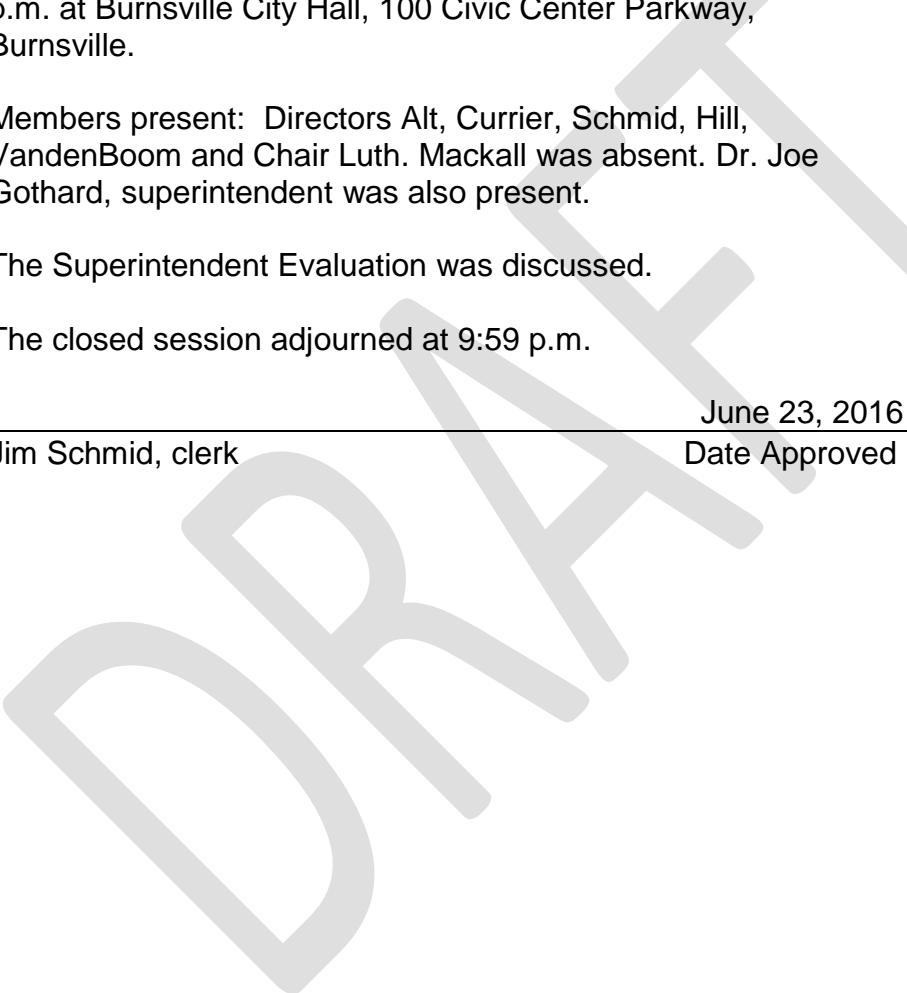 p.m. at Burnsville City Hall, 100 Civic Center Parkway,
Burnsville.
Members present: Directors Alt, Currier, Schmid, Hill,
VandenBoom and Chair Luth. Mackall was absent. Dr. Joe
Gothard, superintendent was also present.
The Superintendent Evaluation was discussed.
The closed session adjourned at 9:59 p.m.
June 23, 2016
Jim Schmid, clerk Date Approved
DRAFT